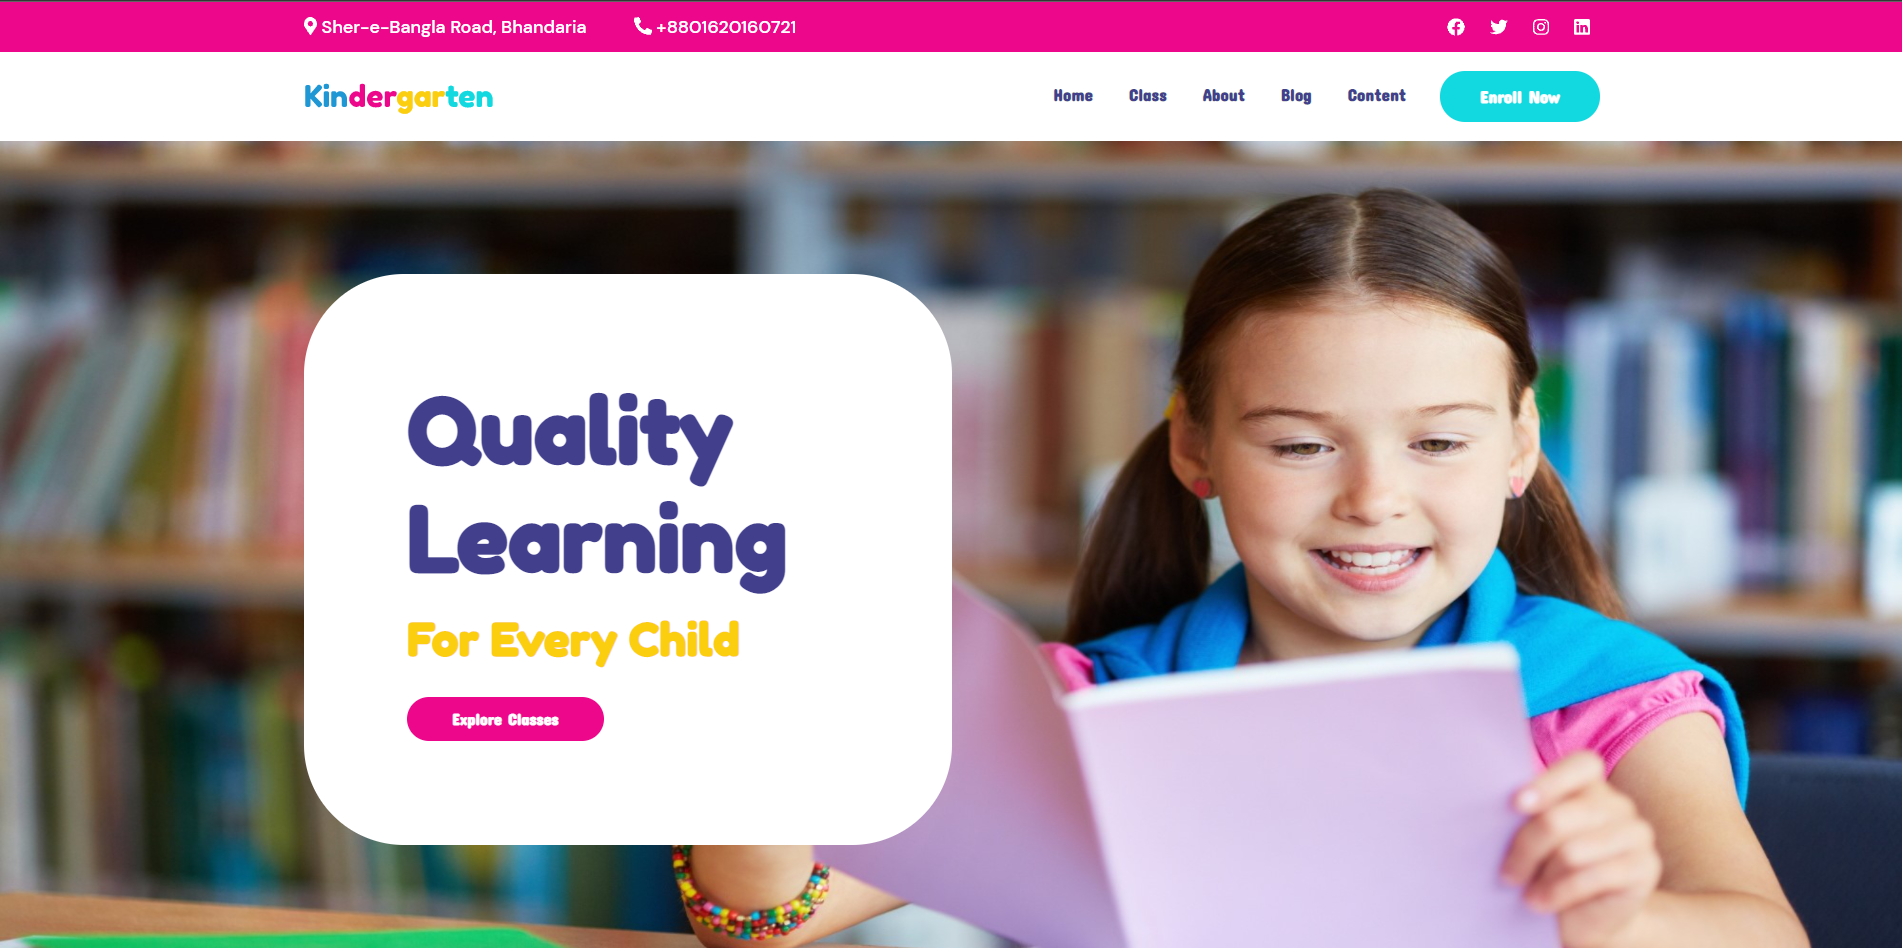 Sher-e-Bangla Road, Bhandaria
+8801620160721
Kindergarten
Home
Class
About
Blog
Content
Enroll Now
Quality
Learning
For Every Child
Explore Classes